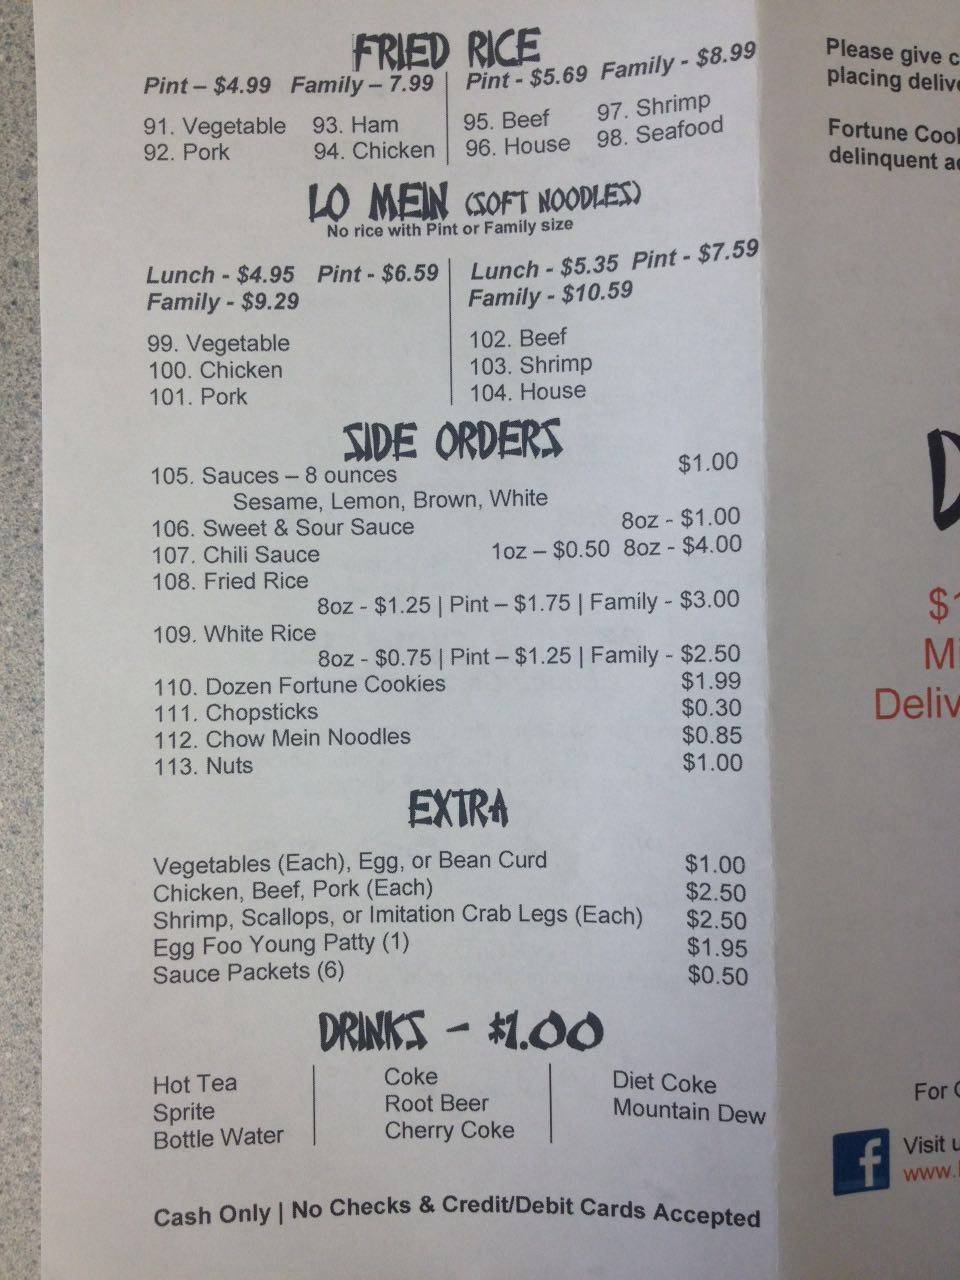 FRIED RICE
Pint – $4.99 Family – 7.99
Pint - $5.69 Family - $8.99
91. Vegetable 93. Ham
92. Pork 94. Chicken
95. Beef 97. Shrimp
96. House 98. Seafood
LO MEIN (SOFT NOODLES)
No rice with Pint or Family size
Lunch - $4.95 Pint - $6.59
Family - $9.29
99. Vegetable
100. Chicken
101. Pork
Lunch - $5.35 Pint - $7.59
Family - $10.59
102. Beef
103. Shrimp
104. House
SIDE ORDERS
105. Sauces – 8 ounces $1.00
Sesame, Lemon, Brown, White
106. Sweet & Sour Sauce 8oz - $1.00
107. Chili Sauce 1oz – $0.50 8oz - $4.00
108. Fried Rice
8oz - $1.25 | Pint – $1.75 | Family - $3.00
109. White Rice
8oz - $0.75 | Pint – $1.25 | Family - $2.50
110. Dozen Fortune Cookies $1.99
111. Chopsticks $0.30
112. Chow Mein Noodles $0.85
113. Nuts $1.00
EXTRA
Vegetables (Each), Egg, or Bean Curd $1.00
Chicken, Beef, Pork (Each) $2.50
Shrimp, Scallops, or Imitation Crab Legs (Each) $2.50
Egg Foo Young Patty (1) $1.95
Sauce Packets (6) $0.50
DRINKS - $1.00
Hot Tea
Sprite
Bottle Water
Coke
Root Beer
Cherry Coke
Diet Coke
Mountain Dew
Cash Only | No Checks & Credit/Debit Cards Accepted
Please give
placing
Fortune
delinquent
For
Visit
www.